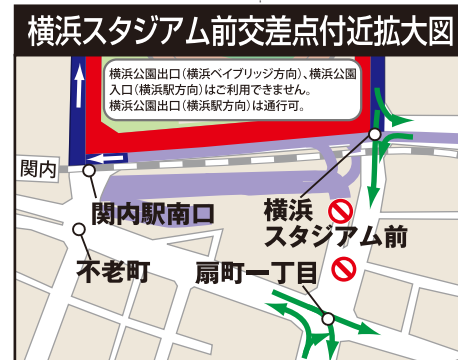 横浜スタジアム前交差点付近拡大図
横浜公園出口(横浜ベイブリッジ方向)、横浜公園
入口(横浜駅方向)はご利用できません。
横浜公園出口(横浜駅方向)は通行可。
関内
関内駅南口
横浜
スタジアム前
不老町
扇町一丁目